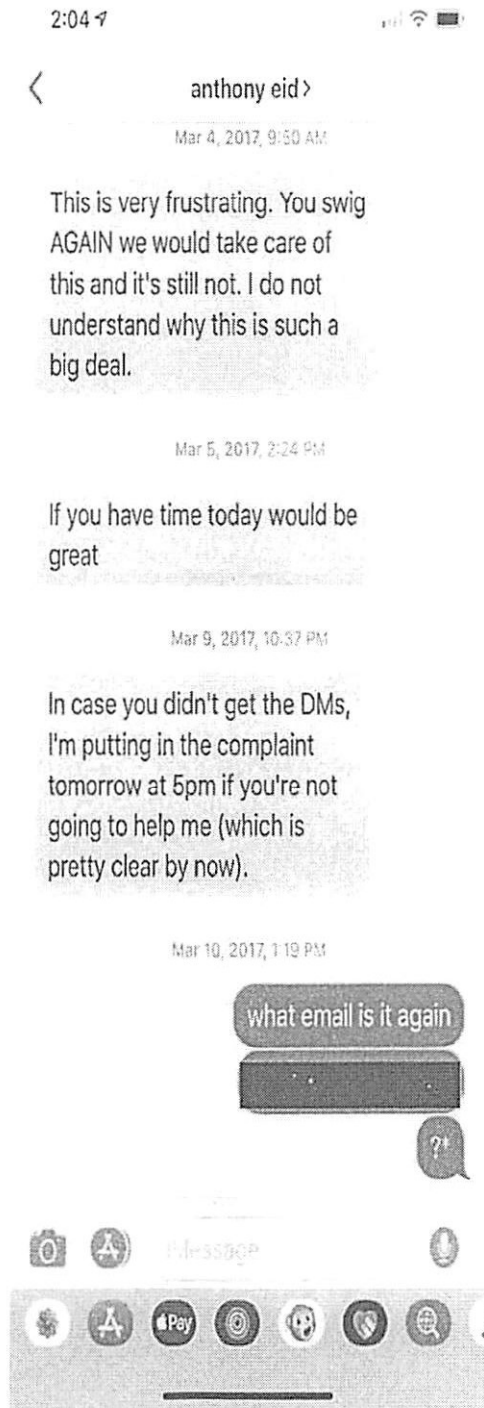 2:04
anthony eid >
Mar 4, 2017, 9:50 AM
This is very frustrating. You swig
AGAIN we would take care of
this and it's still not. I do not
understand why this is such a
big deal.
Mar 5, 2017, 2:24 PM
If you have time today would be
great
Mar 9, 2017, 10:37 PM
In case you didn't get the DMs,
I'm putting in the complaint
tomorrow at 5pm if you're not
going to help me (which is
pretty clear by now).
Mar 10, 2017, 1:19 PM
what email is it again
?*
iMessage
Pay